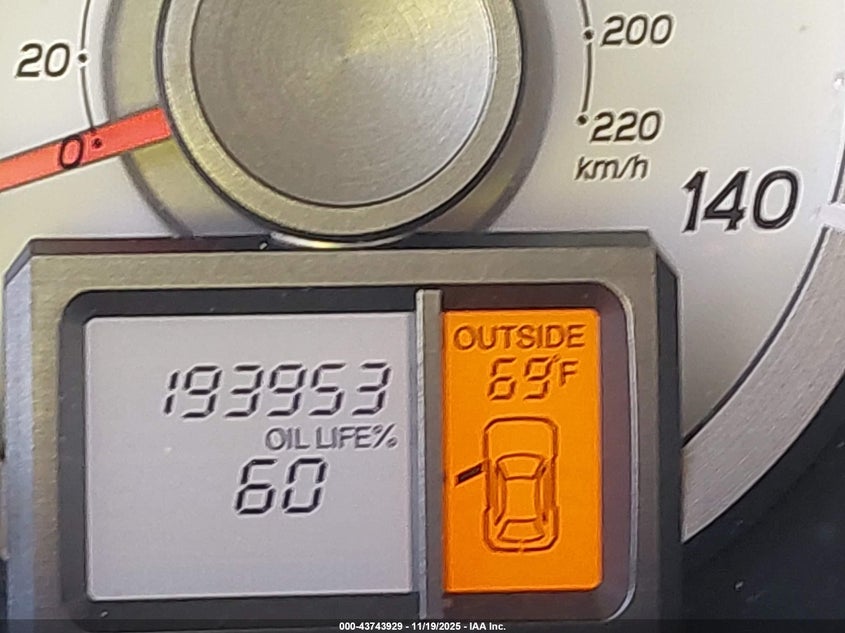 20
0
200
220
km/h
140
193953
OIL LIFE%
60
OUTSIDE
69°F
000-43743929 - 11/19/2025 - IAA Inc.